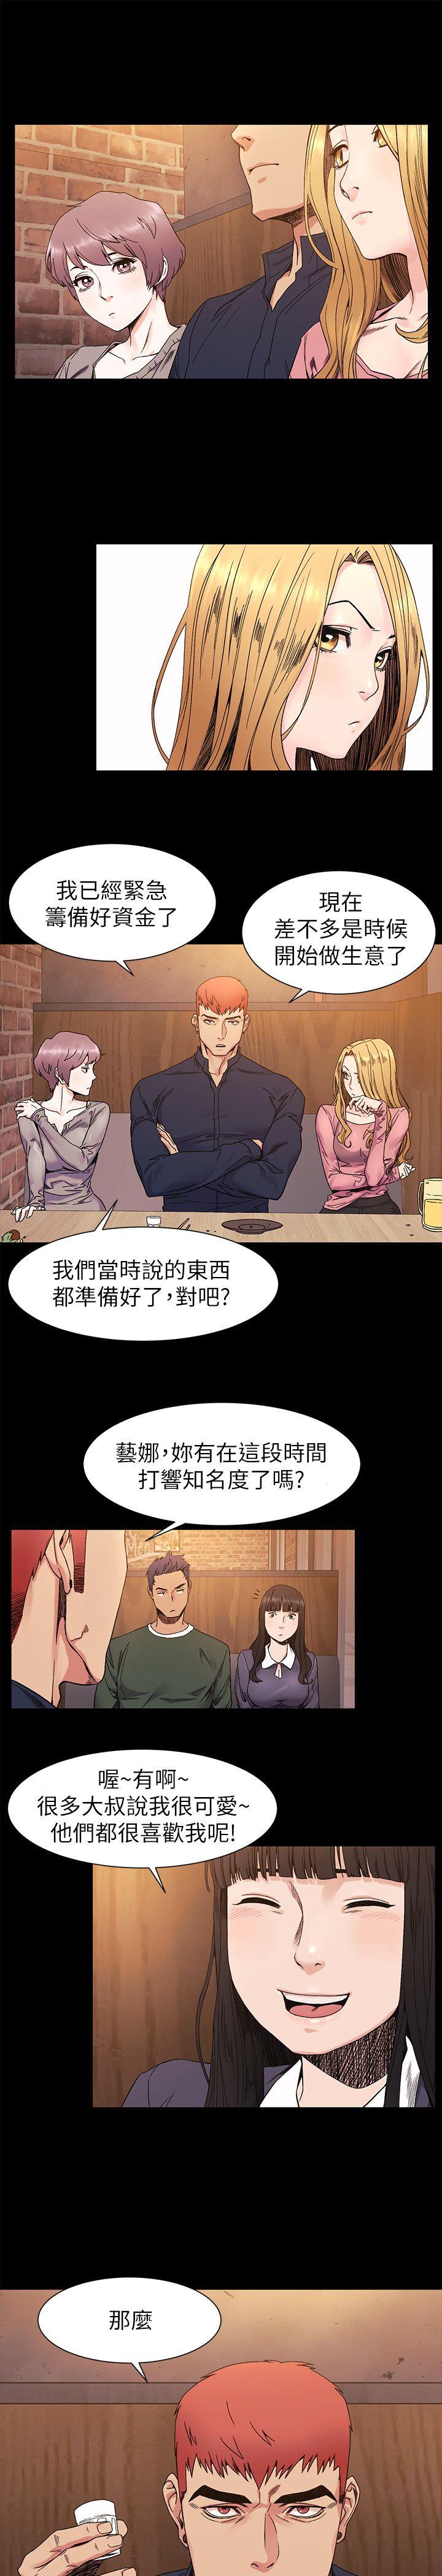 我已經緊急
籌備好資金了
現在
差不多是時候
開始做生意了
我們當時說的東西
都準備好了，對吧?
藝娜，妳有在這段時間
打響知名度了嗎?
喔~有啊~
很多大叔說我很可愛~
他們都很喜歡我呢!
那麼